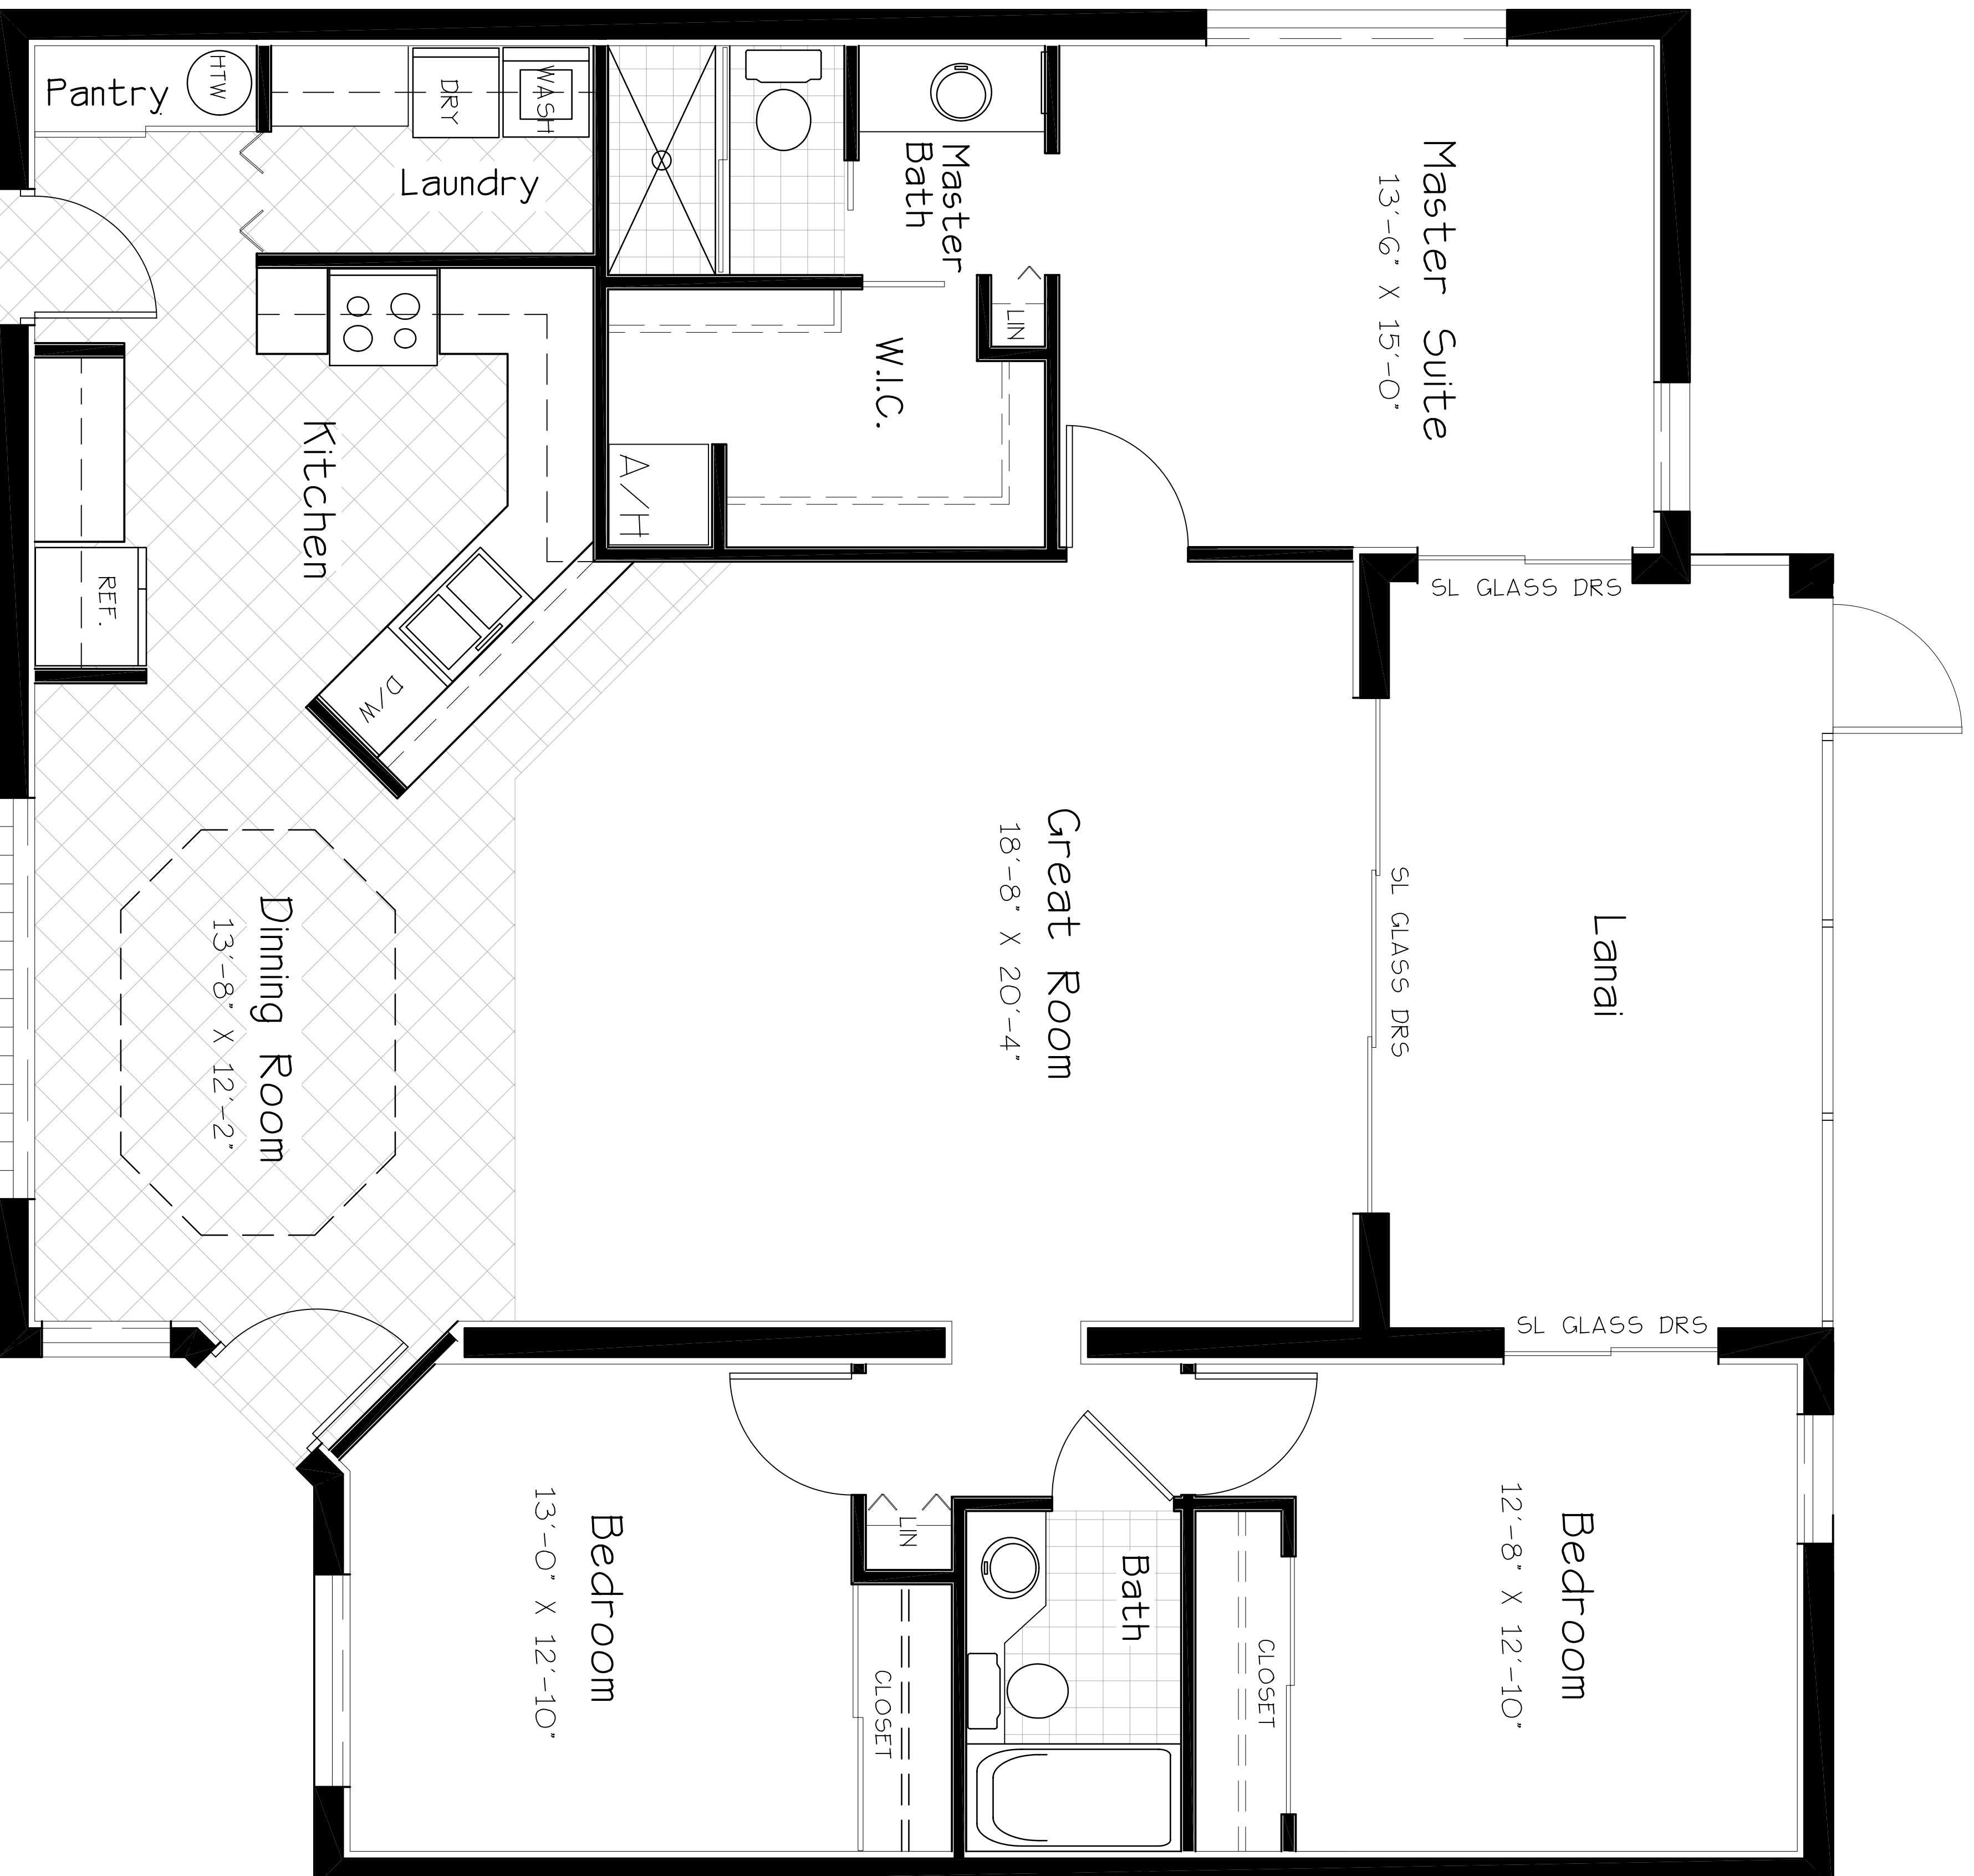 Pantry
HTW
DRY
WASH
Laundry
Master
Bath
Master Suite
13'-6" X 15'-0"
LIN
W.I.C.
A/H
Kitchen
REF.
D/W
SL GLASS DRS
Great Room
18'-8" X 20'-4"
SL GLASS DRS
Lanai
Dinning Room
13'-8" X 12'-2"
SL GLASS DRS
Bedroom
13'-0" X 12'-10"
LIN
CLOSET
Bath
CLOSET
Bedroom
12'-8" X 12'-10"